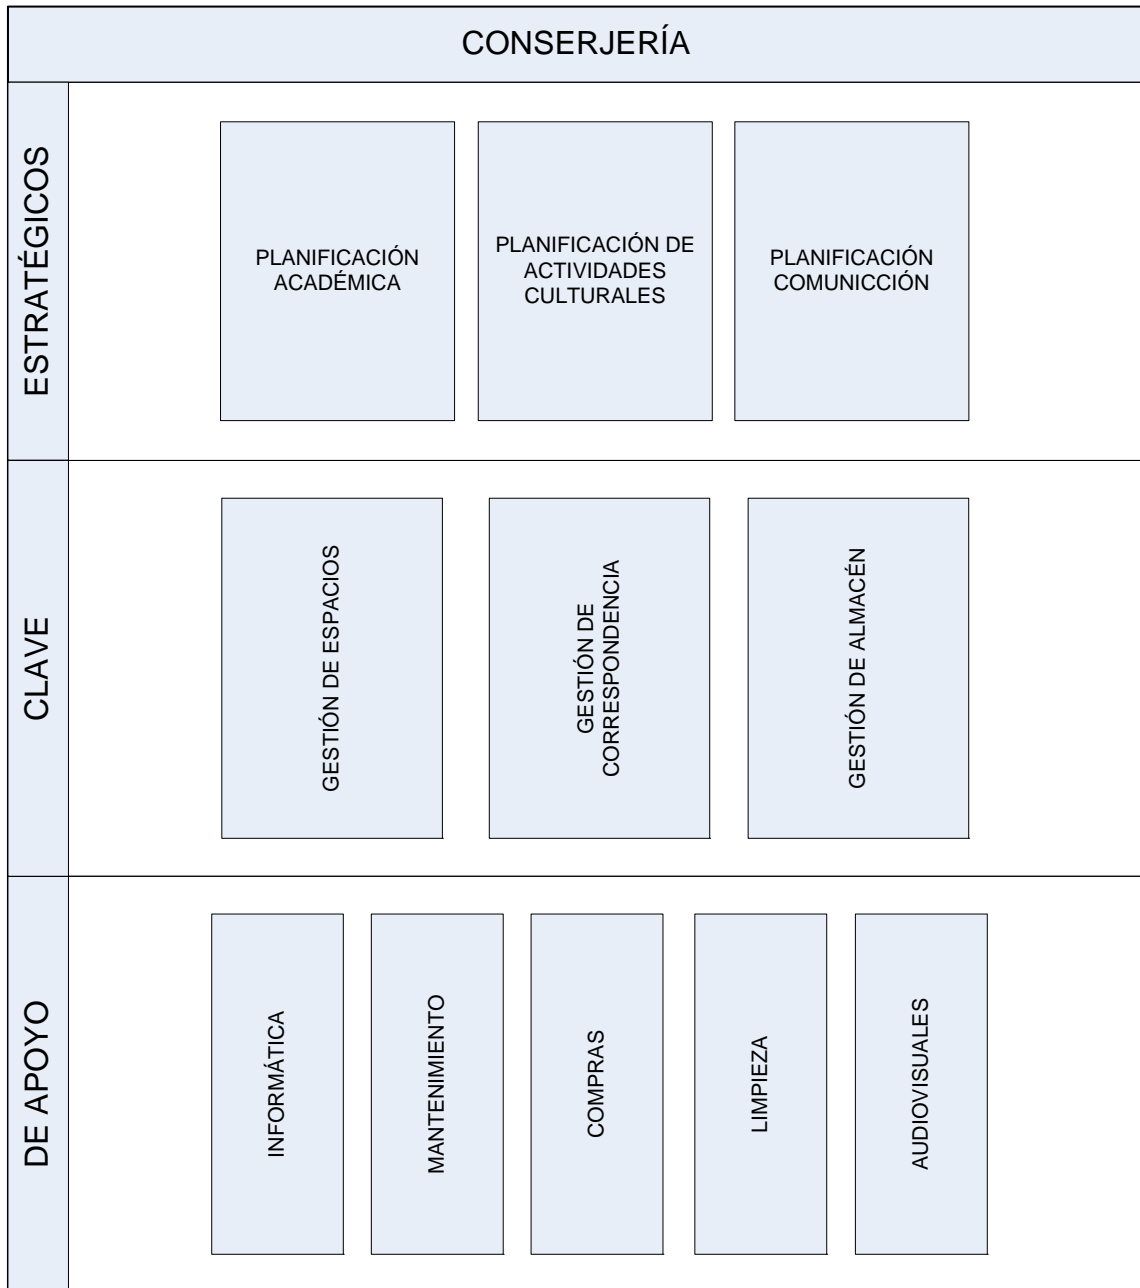 CONSERJERÍA
ESTRATÉGICOS
PLANIFICACIÓN
ACADÉMICA
PLANIFICACIÓN DE
ACTIVIDADES
CULTURALES
PLANIFICACIÓN
COMUNICCIÓN
CLAVE
GESTIÓN DE ESPACIOS
GESTIÓN DE
CORRESPONDENCIA
GESTIÓN DE ALMACÉN
DE APOYO
INFORMÁTICA
MANTENIMIENTO
COMPRAS
LIMPIEZA
AUDIOVISUALES